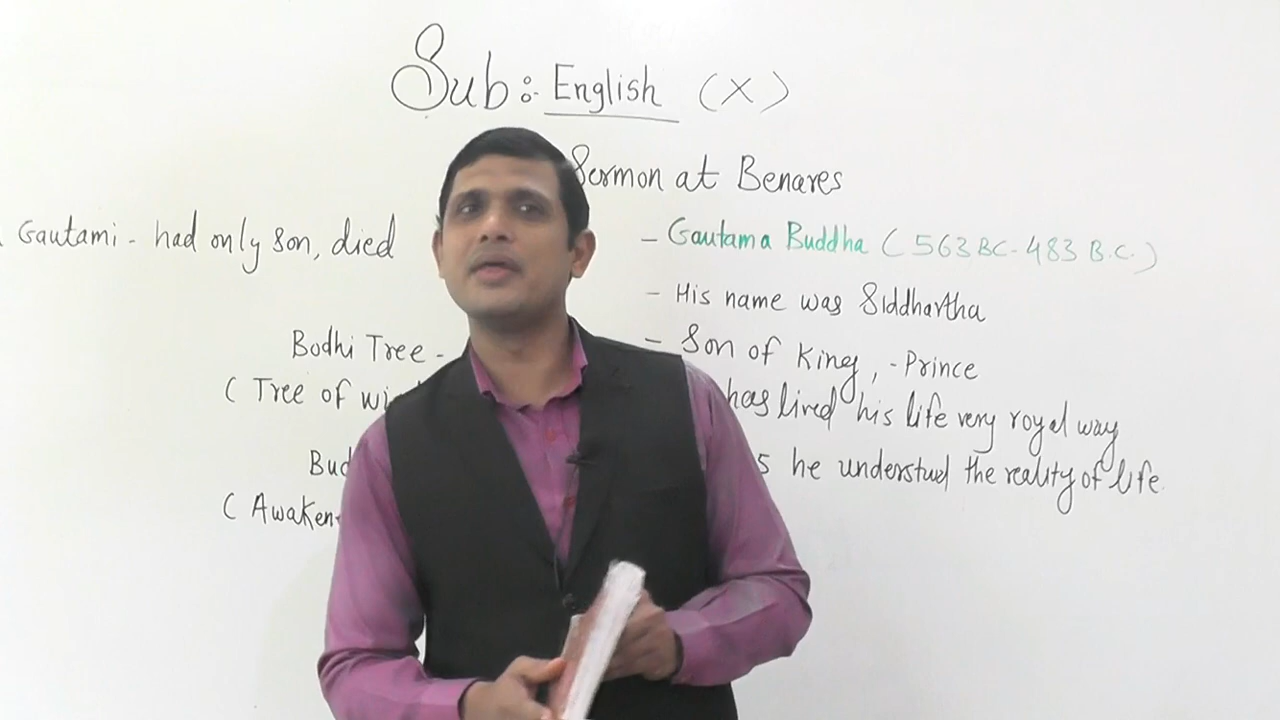 Sub :- English (X)
Sermon at Benares
Gautami - had only son, died
- Gautama Buddha (563 BC - 483 B.C.)
- His name was Siddhartha
Bodhi Tree -
- Son of King, - Prince
( Tree of
has lived his life very royal way
5 he understud the reality of life.
( Awaken